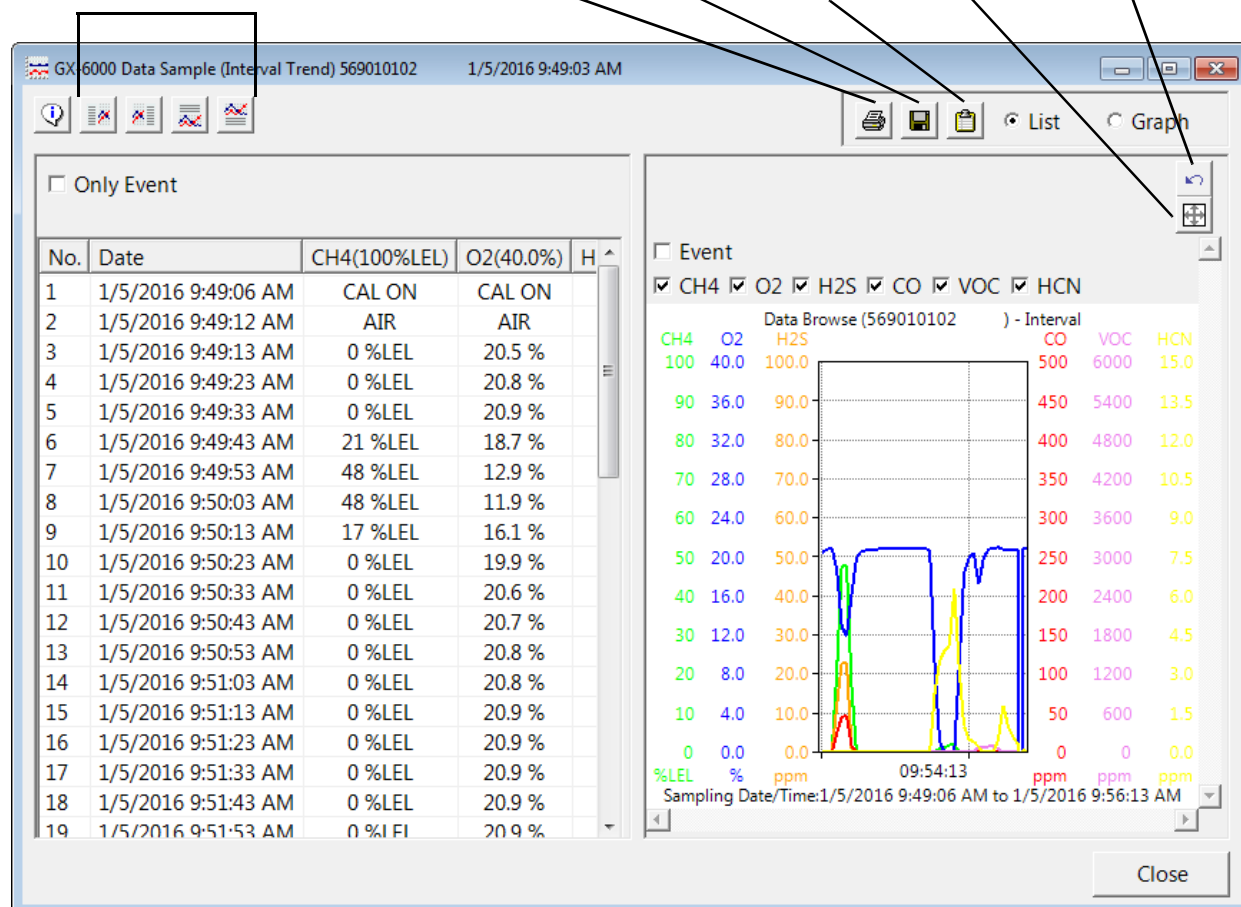 GX-6000 Data Sample (Interval Trend) 569010102 1/5/2016 9:49:03 AM
List Graph
Only Event
No. Date CH4(100%LEL) O2(40.0%) H
1 1/5/2016 9:49:06 AM CAL ON CAL ON
2 1/5/2016 9:49:12 AM AIR AIR
3 1/5/2016 9:49:13 AM 0 %LEL 20.5 %
4 1/5/2016 9:49:23 AM 0 %LEL 20.8 %
5 1/5/2016 9:49:33 AM 0 %LEL 20.9 %
6 1/5/2016 9:49:43 AM 21 %LEL 18.7 %
7 1/5/2016 9:49:53 AM 48 %LEL 12.9 %
8 1/5/2016 9:50:03 AM 48 %LEL 11.9 %
9 1/5/2016 9:50:13 AM 17 %LEL 16.1 %
10 1/5/2016 9:50:23 AM 0 %LEL 19.9 %
11 1/5/2016 9:50:33 AM 0 %LEL 20.6 %
12 1/5/2016 9:50:43 AM 0 %LEL 20.7 %
13 1/5/2016 9:50:53 AM 0 %LEL 20.8 %
14 1/5/2016 9:51:03 AM 0 %LEL 20.8 %
15 1/5/2016 9:51:13 AM 0 %LEL 20.9 %
16 1/5/2016 9:51:23 AM 0 %LEL 20.9 %
17 1/5/2016 9:51:33 AM 0 %LEL 20.9 %
18 1/5/2016 9:51:43 AM 0 %LEL 20.9 %
19 1/5/2016 9:51:53 AM 0 %LEL 20.9 %
Event
CH4 O2 H2S CO VOC HCN
Data Browse (569010102 ) - Interval
CH4 O2 H2S CO VOC HCN
100 40.0 100.0 500 6000 15.0
90 36.0 90.0 450 5400 13.5
80 32.0 80.0 400 4800 12.0
70 28.0 70.0 350 4200 10.5
60 24.0 60.0 300 3600 9.0
50 20.0 50.0 250 3000 7.5
40 16.0 40.0 200 2400 6.0
30 12.0 30.0 150 1800 4.5
20 8.0 20.0 100 1200 3.0
10 4.0 10.0 50 600 1.5
0 0.0 0.0 0 0 0.0
%LEL % ppm 09:54:13 ppm ppm ppm
Sampling Date/Time:1/5/2016 9:49:06 AM to 1/5/2016 9:56:13 AM
Close